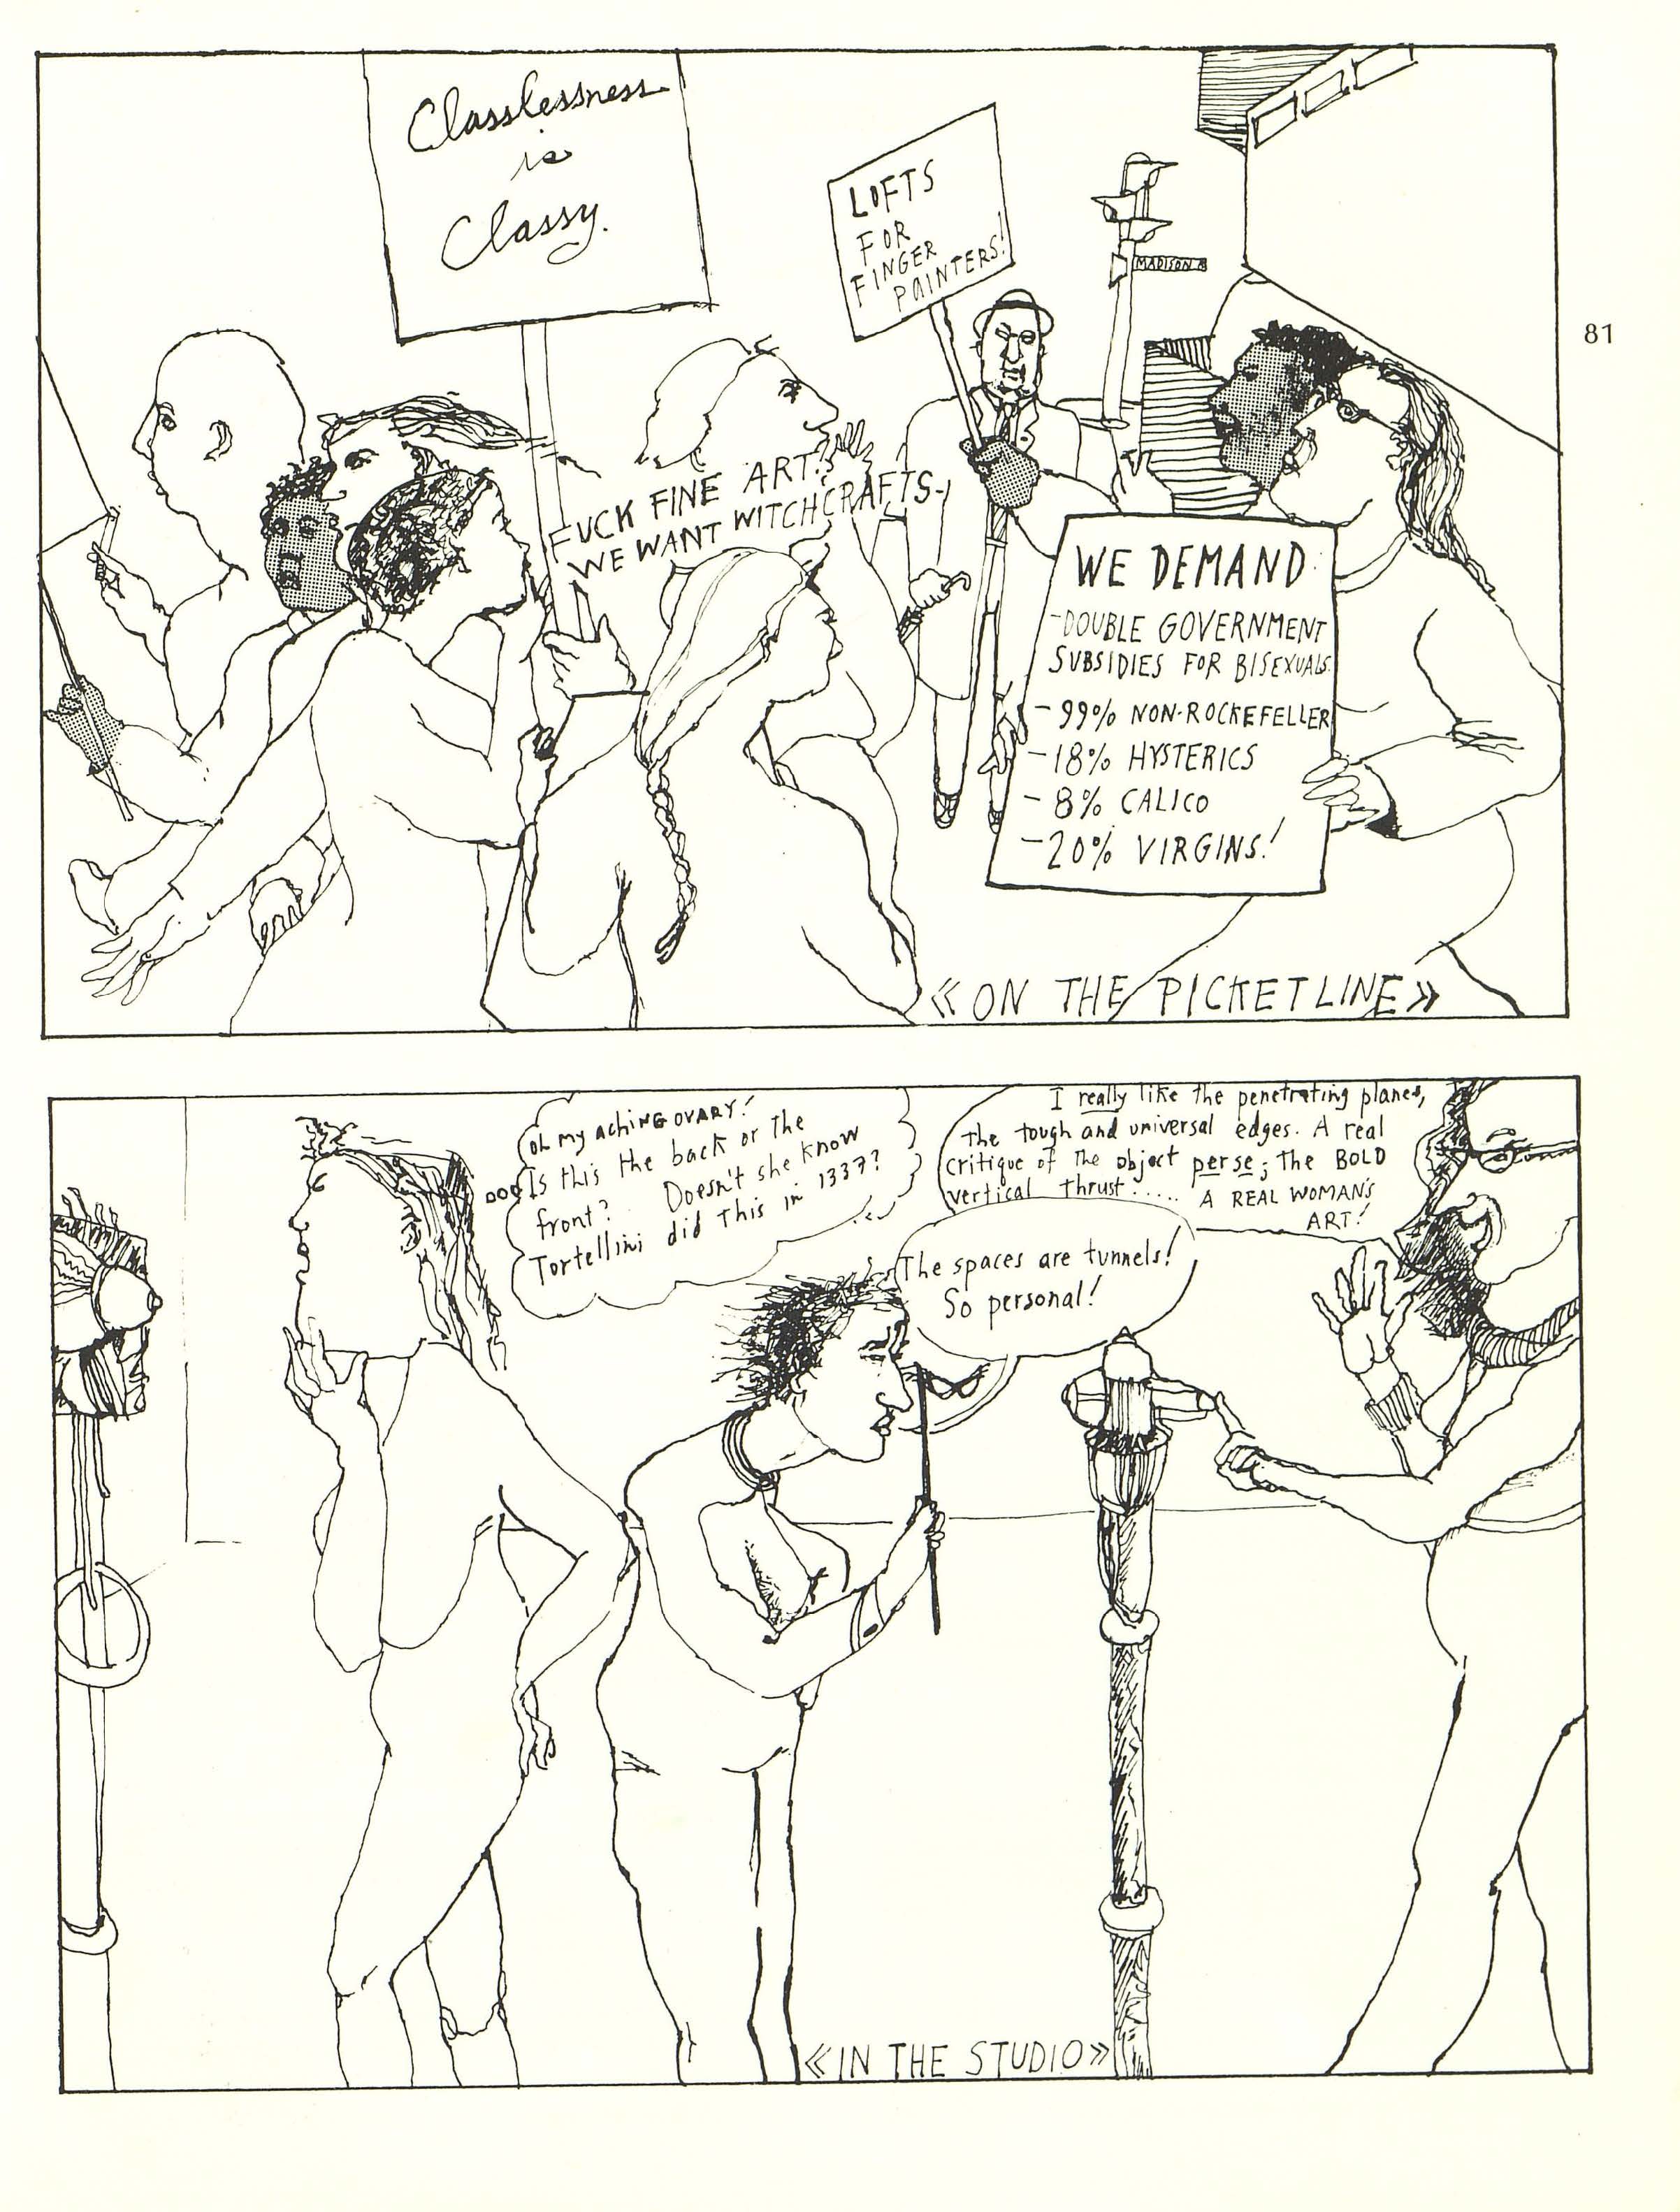 Classlessness
is
Classy.
LOFTS
FOR
FINGER
PAINTERS!
MADISON A
81
FUCK FINE ART!
WE WANT WITCHCRAFTS-
WE DEMAND
-DOUBLE GOVERNMENT
SUBSIDIES FOR BISEXUALS
- 99% NON-ROCKEFELLER
-18% HYSTERICS
- 8% CALICO
-20% VIRGINS!
«ON THE PICKETLINE»
Oh my aching OVARY!
Is this the back or the
front? Doesn't she know
Tortellini did this in 1337?
I really like the penetrating planes,
the tough and universal edges. A real
critique of the object per se; the BOLD
vertical thrust..... A REAL WOMAN'S
ART!
The spaces are tunnels!
So personal!
«IN THE STUDIO»